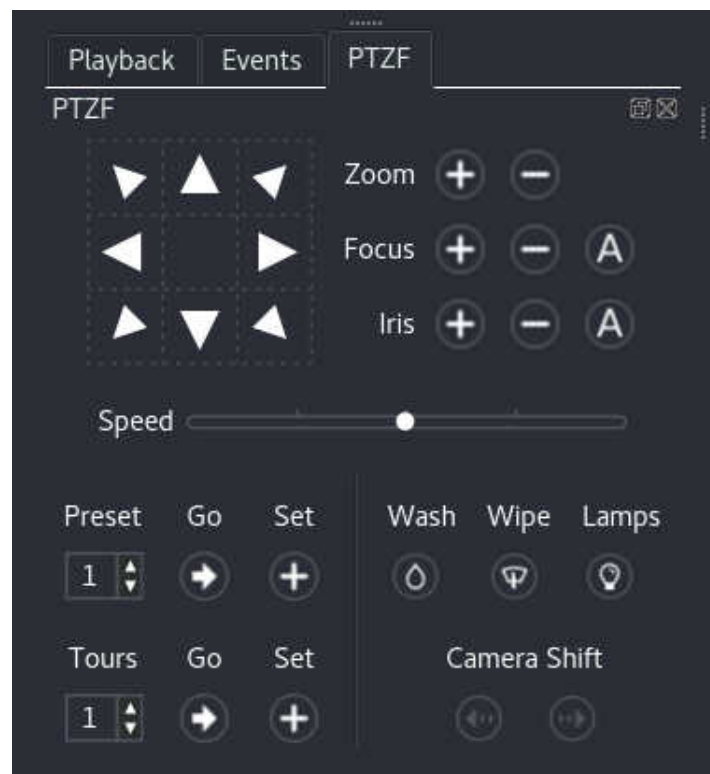 Playback Events PTZF
PTZF
Zoom
Focus A
Iris A
Speed
Preset Go Set Wash Wipe Lamps
1
Tours Go Set Camera Shift
1